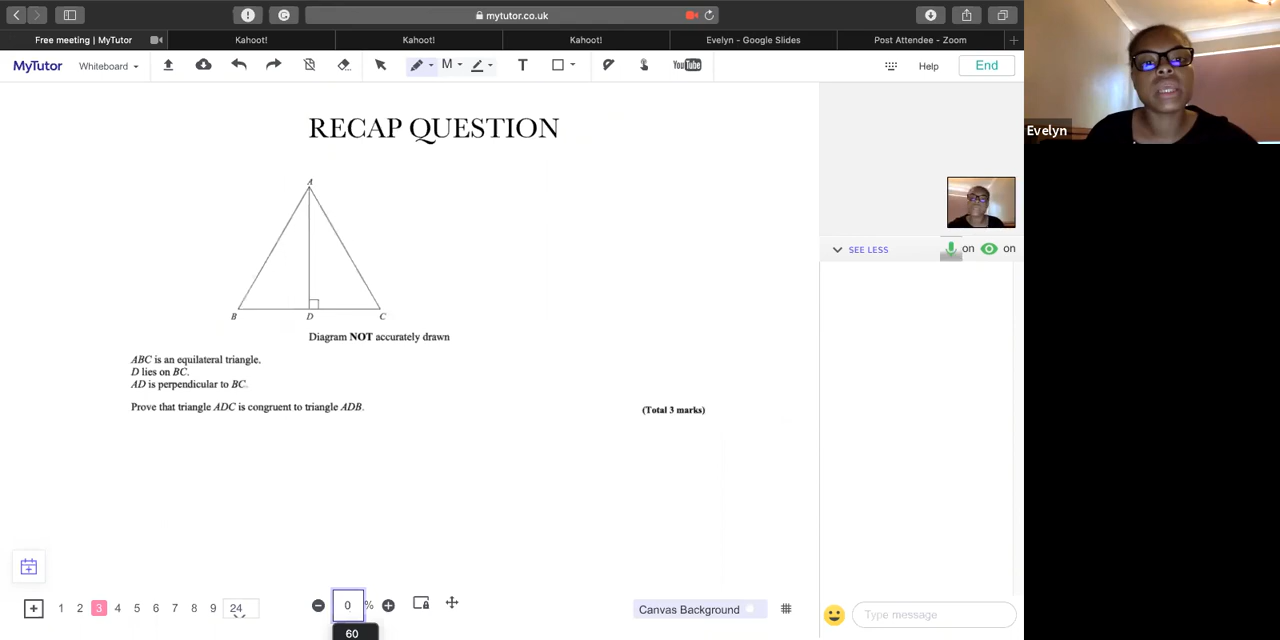 mytutor.co.uk
Free meeting | MyTutor
Kahoot!
Kahoot!
Kahoot!
Evelyn - Google Slides
Post Attendee - Zoom
MyTutor
Whiteboard
M
T
YouTube
Help
End
Evelyn
RECAP QUESTION
A
B
D
C
Diagram NOT accurately drawn
ABC is an equilateral triangle.
D lies on BC.
AD is perpendicular to BC.
Prove that triangle ADC is congruent to triangle ADB.
(Total 3 marks)
SEE LESS
on
on
1 2 3 4 5 6 7 8 9 24
0 %
60
Canvas Background
Type message